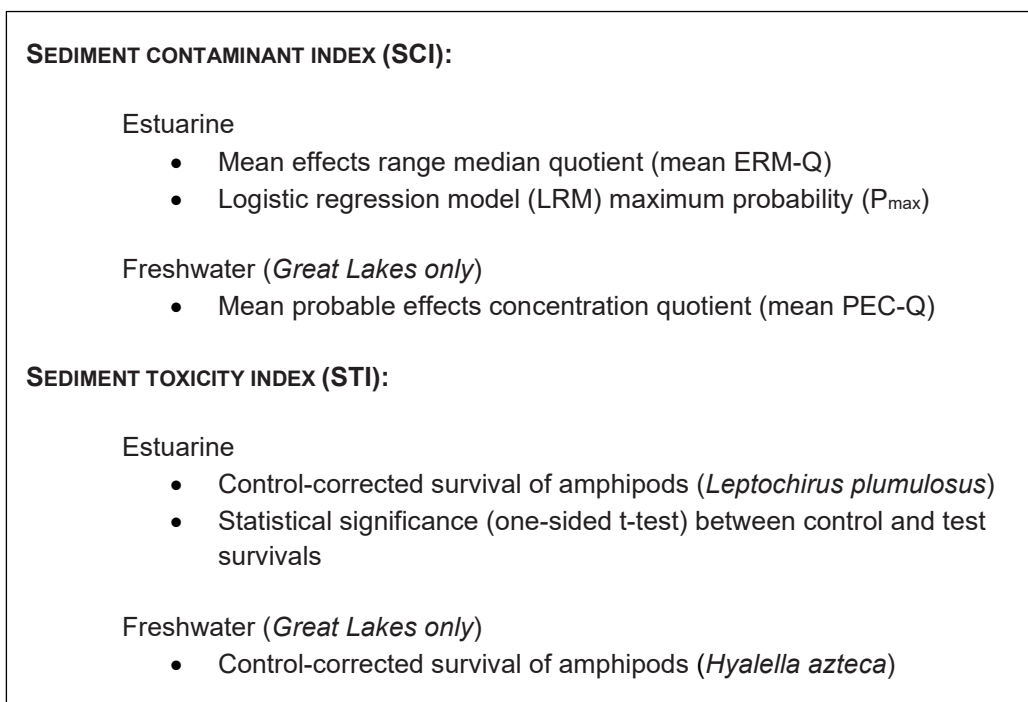 SEDIMENT CONTAMINANT INDEX (SCI):
Estuarine
• Mean effects range median quotient (mean ERM-Q)
• Logistic regression model (LRM) maximum probability (Pmax)
Freshwater (Great Lakes only)
• Mean probable effects concentration quotient (mean PEC-Q)
SEDIMENT TOXICITY INDEX (STI):
Estuarine
• Control-corrected survival of amphipods (Leptochirus plumulosus)
• Statistical significance (one-sided t-test) between control and test
survivals
Freshwater (Great Lakes only)
• Control-corrected survival of amphipods (Hyalella azteca)